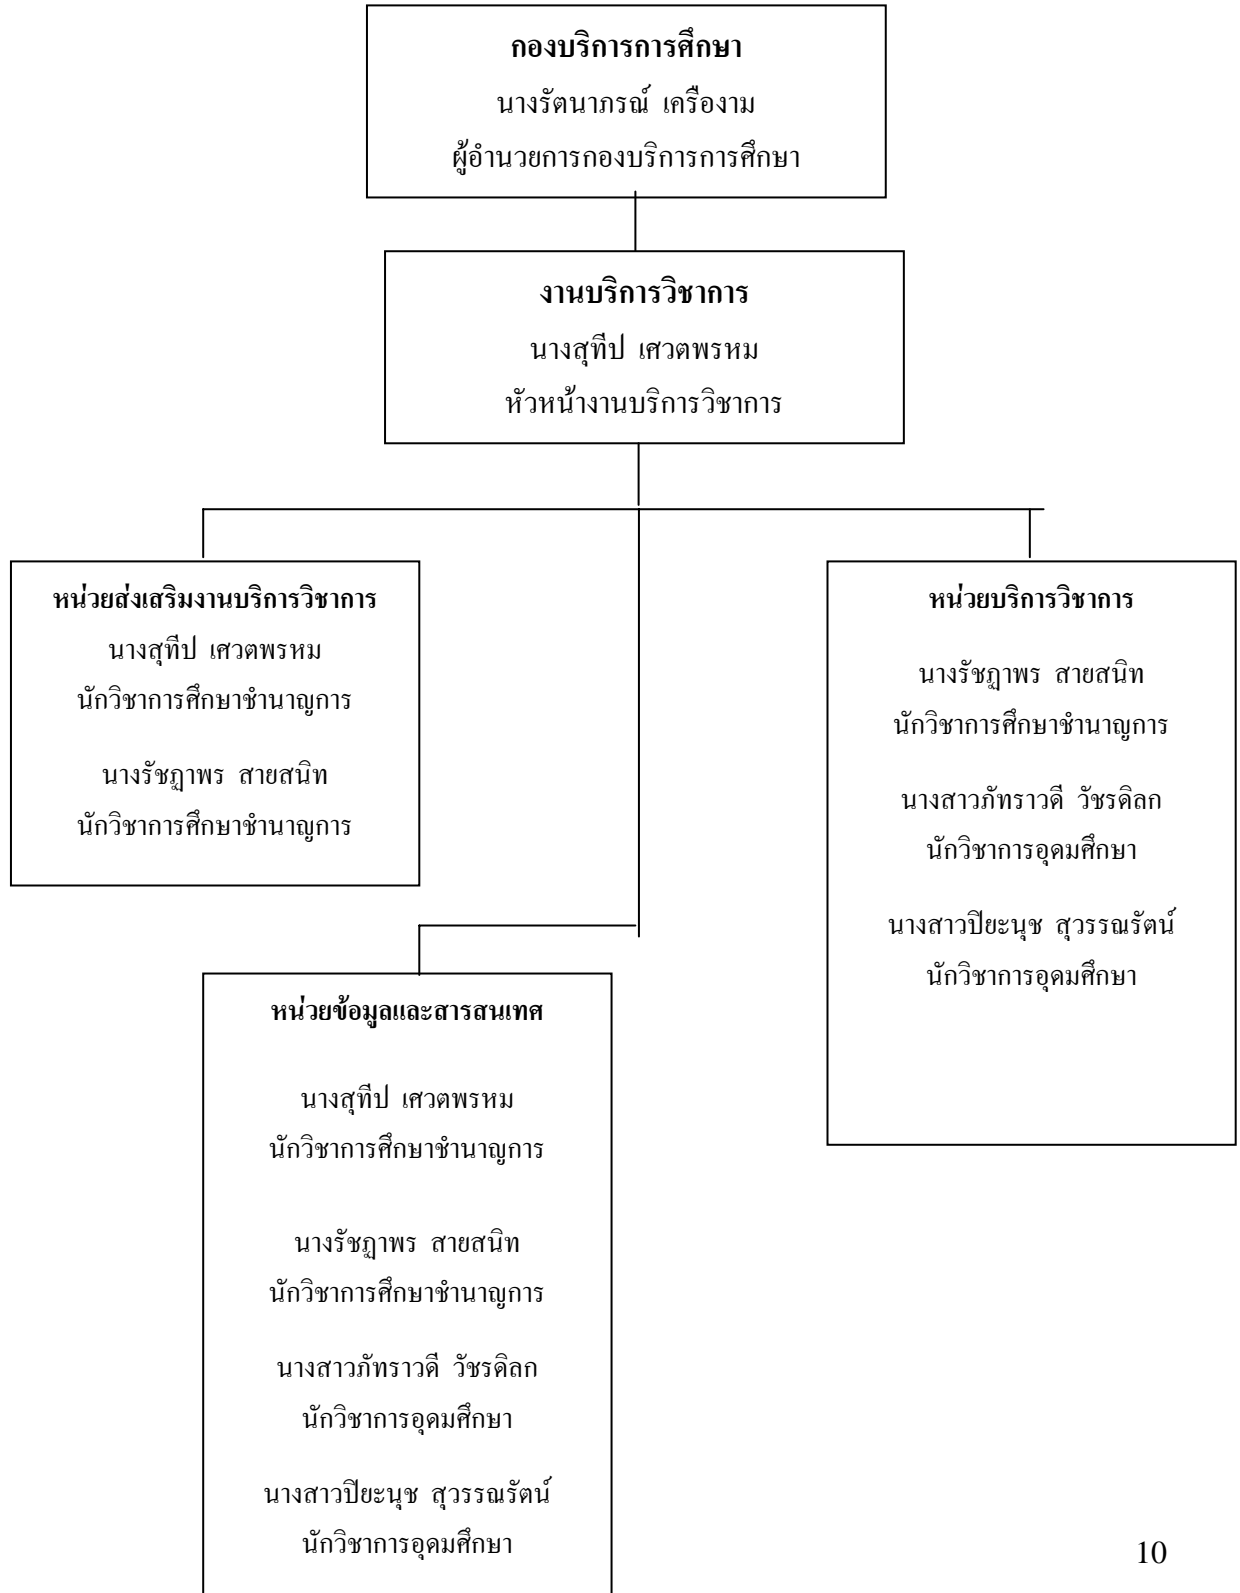 กองบริการการศึกษา
นางรัตนาภรณ์ เครืองาม
ผู้อำนวยการกองบริการการศึกษา
งานบริการวิชาการ
นางสุทีป เศวตพรหม
หัวหน้างานบริการวิชาการ
หน่วยส่งเสริมงานบริการวิชาการ
นางสุทีป เศวตพรหม
นักวิชาการศึกษาชำนาญการ
นางรัชฎาพร สายสนิท
นักวิชาการศึกษาชำนาญการ
หน่วยบริการวิชาการ
นางรัชฎาพร สายสนิท
นักวิชาการศึกษาชำนาญการ
นางสาวภัทราวดี วัชรดิลก
นักวิชาการอุดมศึกษา
นางสาวปิยะนุช สุวรรณรัตน์
นักวิชาการอุดมศึกษา
หน่วยข้อมูลและสารสนเทศ
นางสุทีป เศวตพรหม
นักวิชาการศึกษาชำนาญการ
นางรัชฎาพร สายสนิท
นักวิชาการศึกษาชำนาญการ
นางสาวภัทราวดี วัชรดิลก
นักวิชาการอุดมศึกษา
นางสาวปิยะนุช สุวรรณรัตน์
นักวิชาการอุดมศึกษา
10